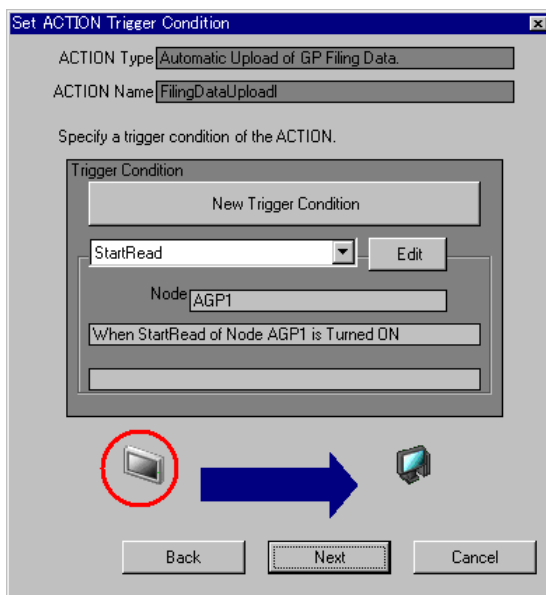 Set ACTION Trigger Condition
ACTION Type Automatic Upload of GP Filing Data.
ACTION Name FilingDataUploadl
Specify a trigger condition of the ACTION.
Trigger Condition
New Trigger Condition
StartRead Edit
Node AGP1
When StartRead of Node AGP1 is Turned ON
Back Next Cancel